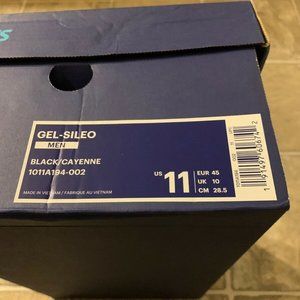 GEL-SILEO
MEN
BLACK/CAYENNE
1011A194-002
MADE IN VIETNAM / FABRIQUE AU VIETNAM
US 11
EUR 45
UK 10
CM 28.5